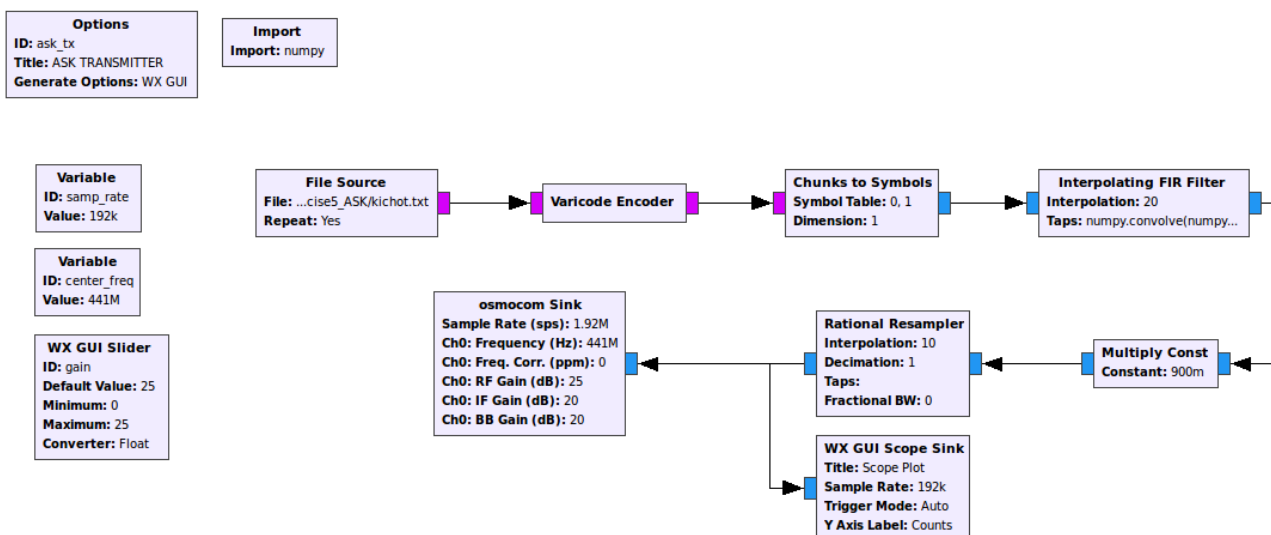 Options
ID: ask_tx
Title: ASK TRANSMITTER
Generate Options: WX GUI
Import
Import: numpy
Variable
ID: samp_rate
Value: 192k
File Source
File: ...cise5_ASK/kichot.txt
Repeat: Yes
Varicode Encoder
Chunks to Symbols
Symbol Table: 0, 1
Dimension: 1
Interpolating FIR Filter
Interpolation: 20
Taps: numpy.convolve(numpy...
Variable
ID: center_freq
Value: 441M
WX GUI Slider
ID: gain
Default Value: 25
Minimum: 0
Maximum: 25
Converter: Float
osmocom Sink
Sample Rate (sps): 1.92M
Ch0: Frequency (Hz): 441M
Ch0: Freq. Corr. (ppm): 0
Ch0: RF Gain (dB): 25
Ch0: IF Gain (dB): 20
Ch0: BB Gain (dB): 20
Rational Resampler
Interpolation: 10
Decimation: 1
Taps:
Fractional BW: 0
Multiply Const
Constant: 900m
WX GUI Scope Sink
Title: Scope Plot
Sample Rate: 192k
Trigger Mode: Auto
Y Axis Label: Counts